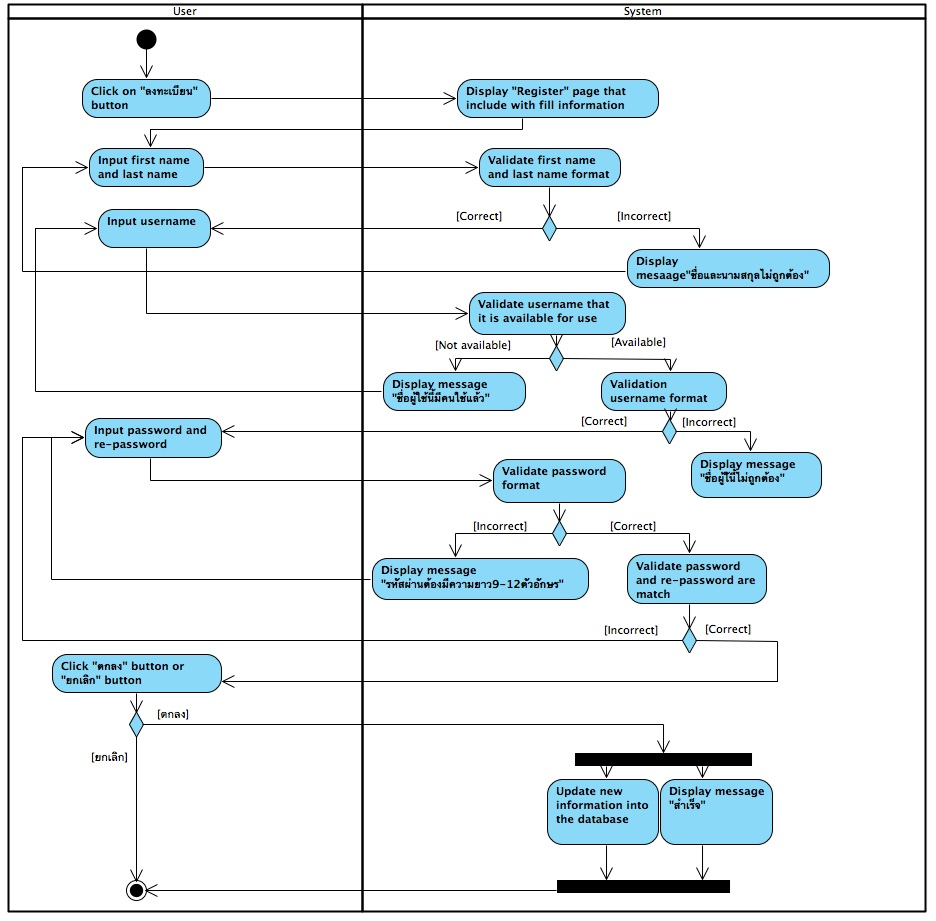 User
System
Click on "ลงทะเบียน"
button
Display "Register" page that
include with fill information
Input first name
and last name
Validate first name
and last name format
[Correct]
[Incorrect]
Input username
Display
mesaage"ชื่อและนามสกุลไม่ถูกต้อง"
Validate username that
it is available for use
[Not available]
[Available]
Display message
"ชื่อผู้ใช้นี้มีคนใช้แล้ว"
Validation
username format
[Correct]
[Incorrect]
Input password and
re-password
Display message
"ชื่อผู้ใน้ีไม่ถูกต้อง"
Validate password
format
[Incorrect]
[Correct]
Display message
"รหัสผ่านต้องมีความยาว9-12ตัวอักษร"
Validate password
and re-password are
match
[Incorrect]
[Correct]
Click "ตกลง" button or
"ยกเลิก" button
[ตกลง]
[ยกเลิก]
Update new
information into
the database
Display message
"สำเร็จ"